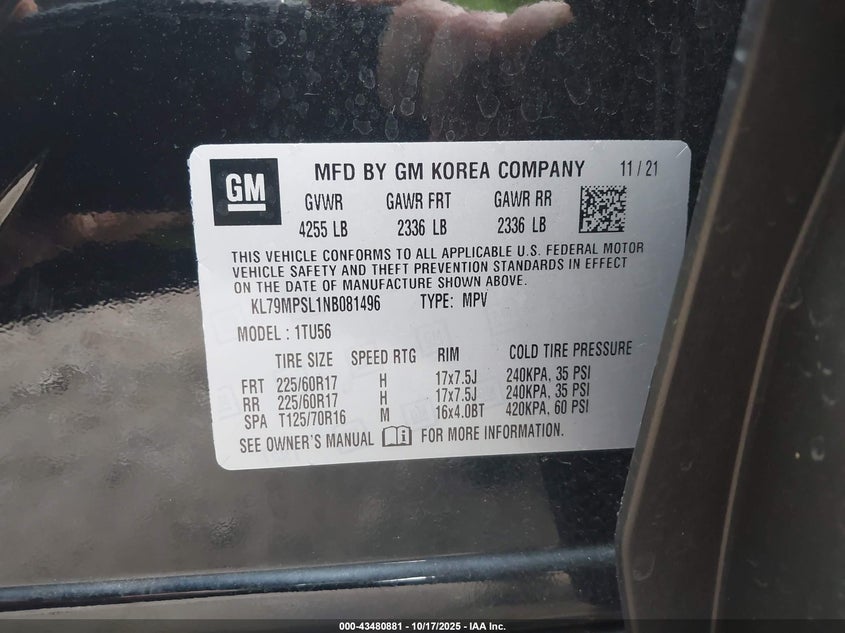 GM
MFD BY GM KOREA COMPANY 11 / 21
GVWR GAWR FRT GAWR RR
4255 LB 2336 LB 2336 LB
THIS VEHICLE CONFORMS TO ALL APPLICABLE U.S. FEDERAL MOTOR
VEHICLE SAFETY AND THEFT PREVENTION STANDARDS IN EFFECT
ON THE DATE OF MANUFACTURE SHOWN ABOVE.
KL79MPSL1NB081496 TYPE: MPV
MODEL : 1TU56
TIRE SIZE SPEED RTG RIM COLD TIRE PRESSURE
FRT 225/60R17 H 17x7.5J 240KPA, 35 PSI
RR 225/60R17 H 17x7.5J 240KPA, 35 PSI
SPA T125/70R16 M 16x4.0BT 420KPA, 60 PSI
SEE OWNER'S MANUAL FOR MORE INFORMATION.
000-43480881 - 10/17/2025 - IAA Inc.